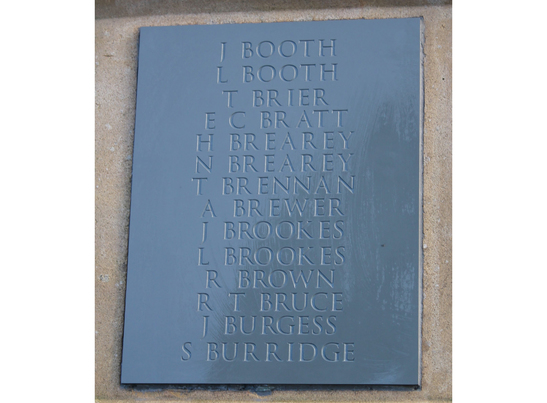 J BOOTH
L BOOTH
T BRIER
E C BRATT
H BREAREY
N BREAREY
T BRENNAN
A BREWER
J BROOKES
L BROOKES
R BROWN
R T BRUCE
J BURGESS
S BURRIDGE